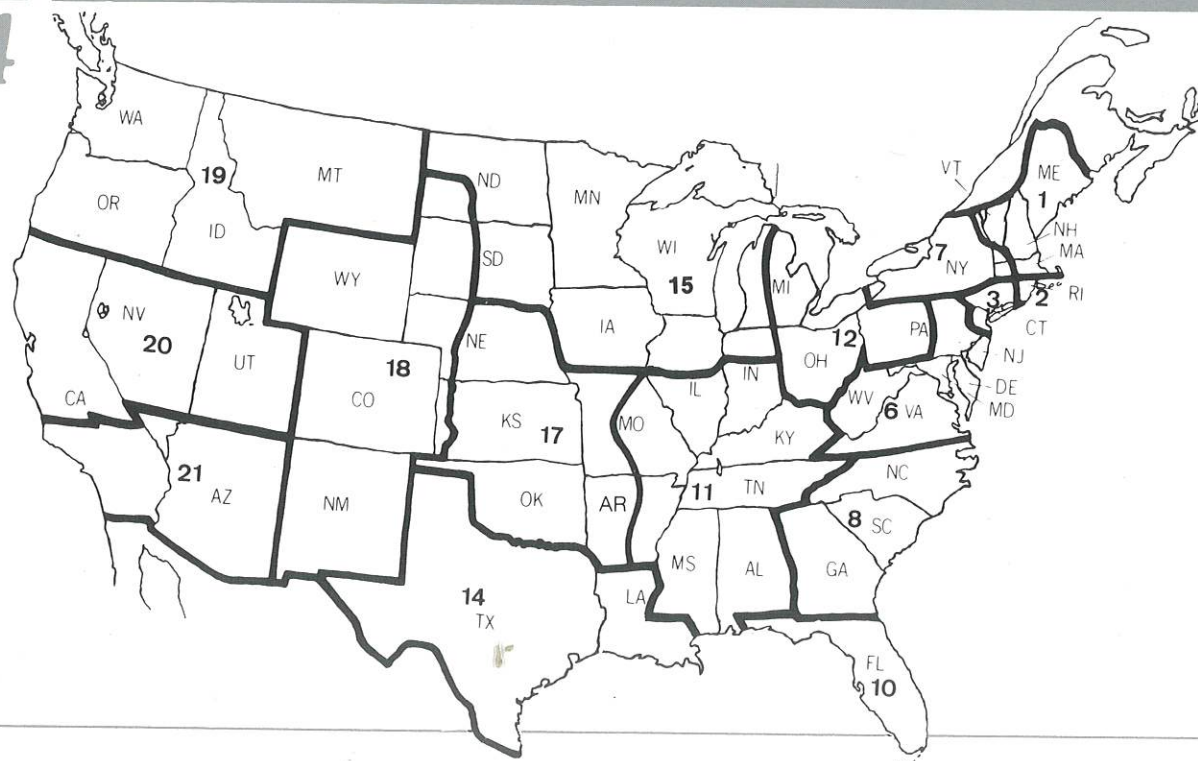 4
WA
MT
ND
MN
VT
ME
1
19
OR
ID
NH
MA
WI
7
NY
SD
WY
15
MI
3
2
RI
NV
IA
12
PA
CT
20
UT
NE
OH
NJ
18
IN
IL
DE
CA
CO
WV
6
VA
MD
KS
17
MO
KY
21
AZ
NM
OK
AR
11
TN
NC
8
SC
MS
AL
GA
14
TX
LA
FL
10